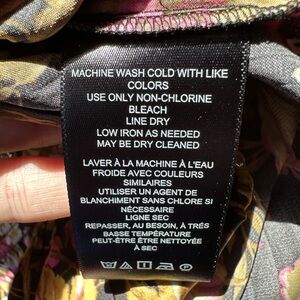 MACHINE WASH COLD WITH LIKE
COLORS
USE ONLY NON-CHLORINE
BLEACH
LINE DRY
LOW IRON AS NEEDED
MAY BE DRY CLEANED
LAVER À LA MACHINE À L'EAU
FROIDE AVEC COULEURS
SIMILAIRES
UTILISER UN AGENT DE
BLANCHIMENT SANS CHLORE SI
NÉCESSAIRE
LIGNE SEC
REPASSER, AU BESOIN, À TRÉS
BASSE TEMPÉRATURE
PEUT-ÊTRE ÊTRE NETTOYÉE
À SEC